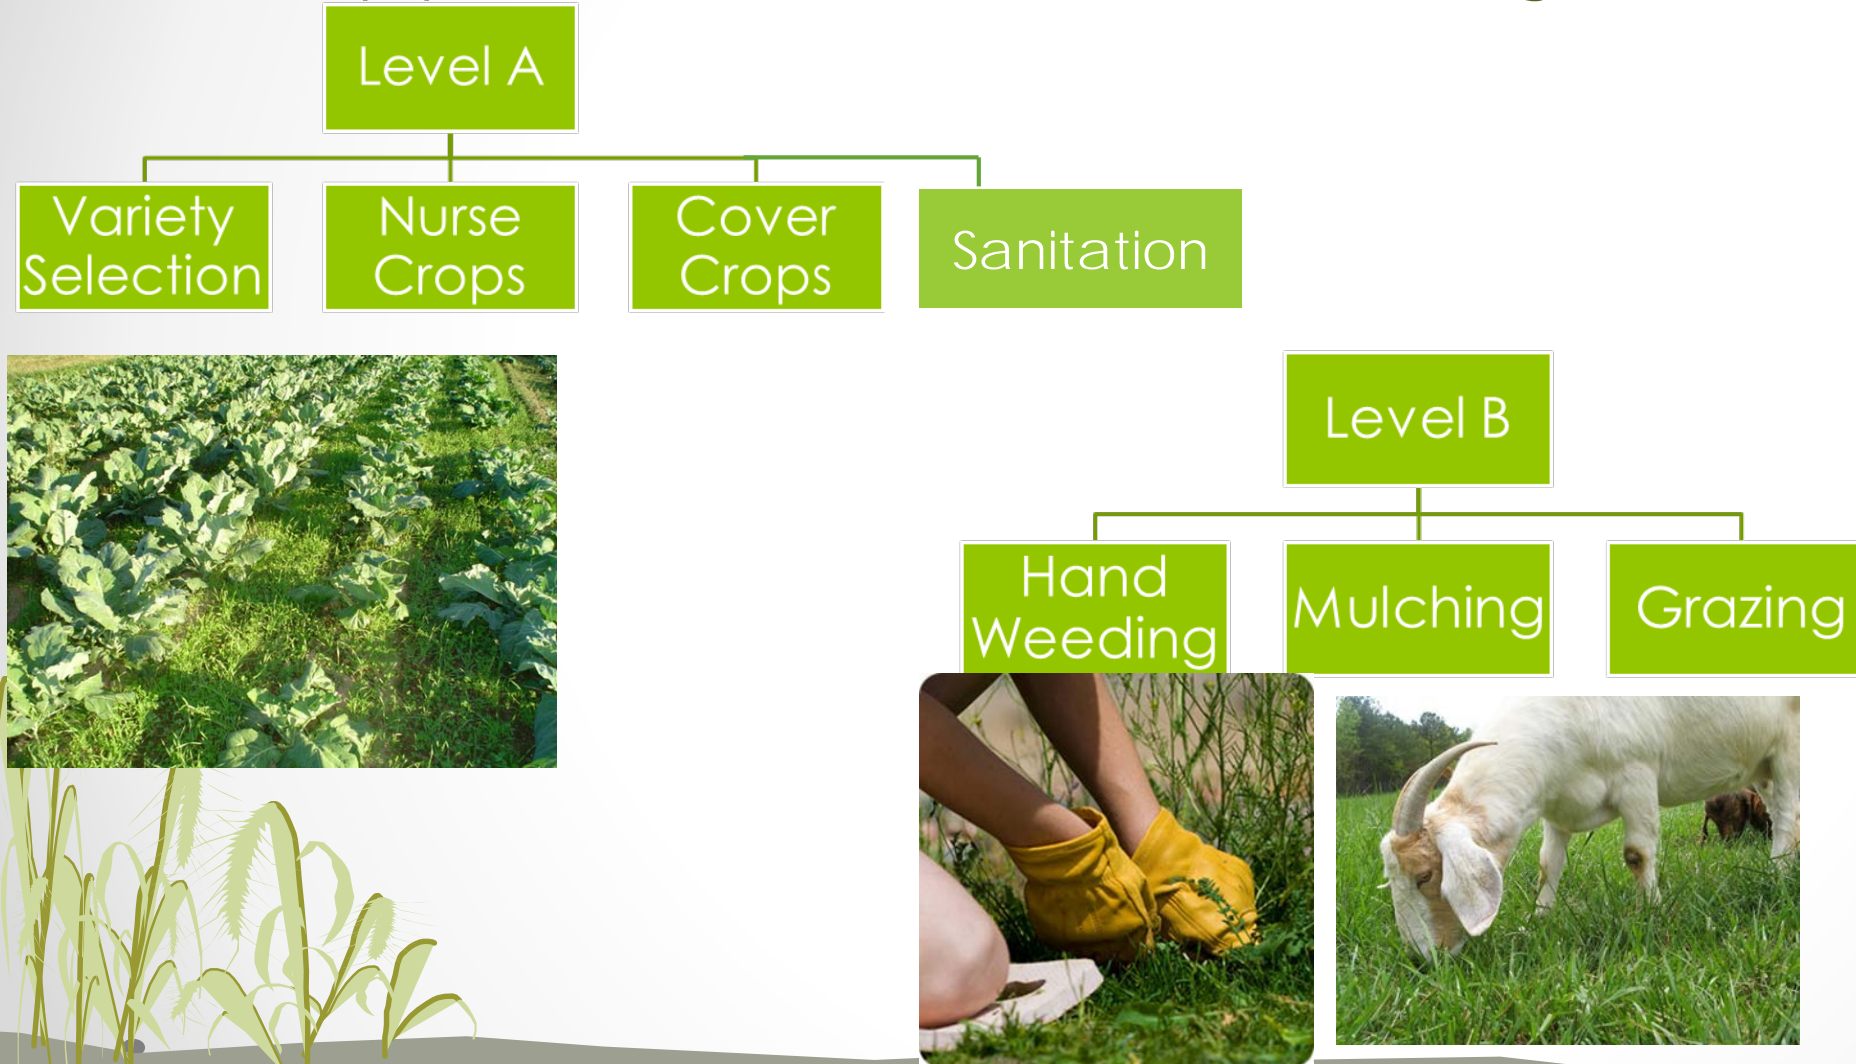 Level A
Variety
Selection
Nurse
Crops
Cover
Crops
Sanitation
Level B
Hand
Weeding
Mulching
Grazing